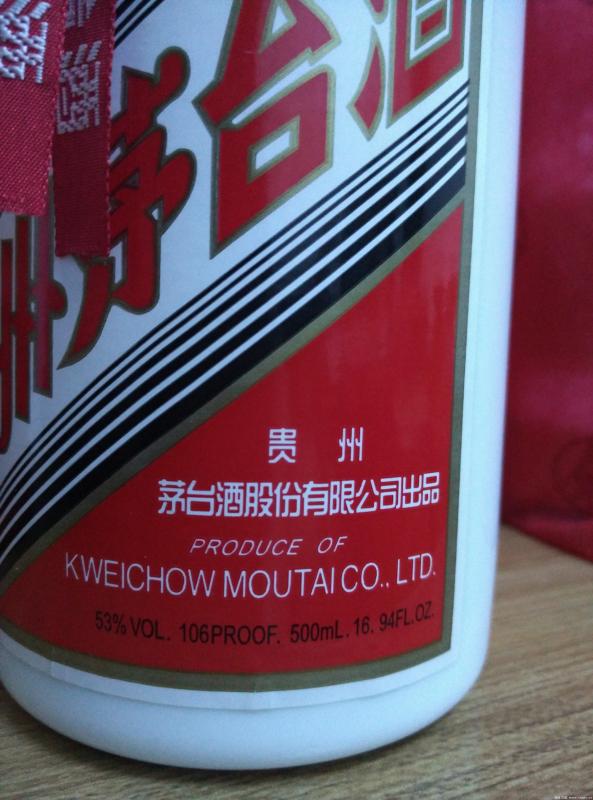 州茅台酒
贵 州
茅台酒股份有限公司出品
PRODUCE OF
KWEICHOW MOUTAI CO., LTD.
53% VOL. 106PROOF. 500mL. 16. 94FL.OZ.